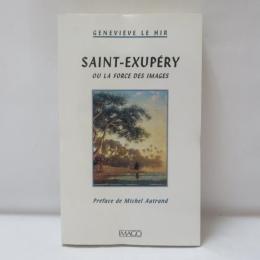 GENEVIÈVE LE HIR
SAINT-EXUPÉRY
OU LA FORCE DES IMAGES
Préface de Michel Autrand
IMAGO